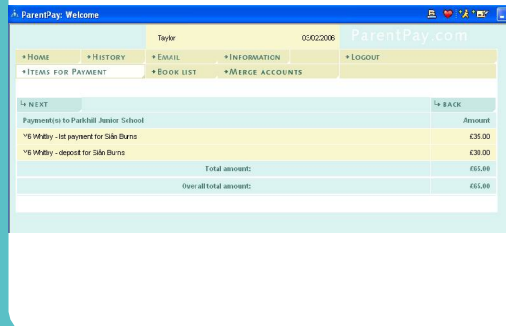 ParentPay: Welcome
Taylor 03/02/2006 ParentPay.com
HOME HISTORY EMAIL INFORMATION LOGOUT
ITEMS FOR PAYMENT BOOK LIST MERGE ACCOUNTS
NEXT BACK
Payment(s) to Parkhill Junior School Amount
Y6 Whitby - 1st payment for Siân Burns £35.00
Y6 Whitby - deposit for Siân Burns £30.00
Total amount: £65.00
Overall total amount: £65.00